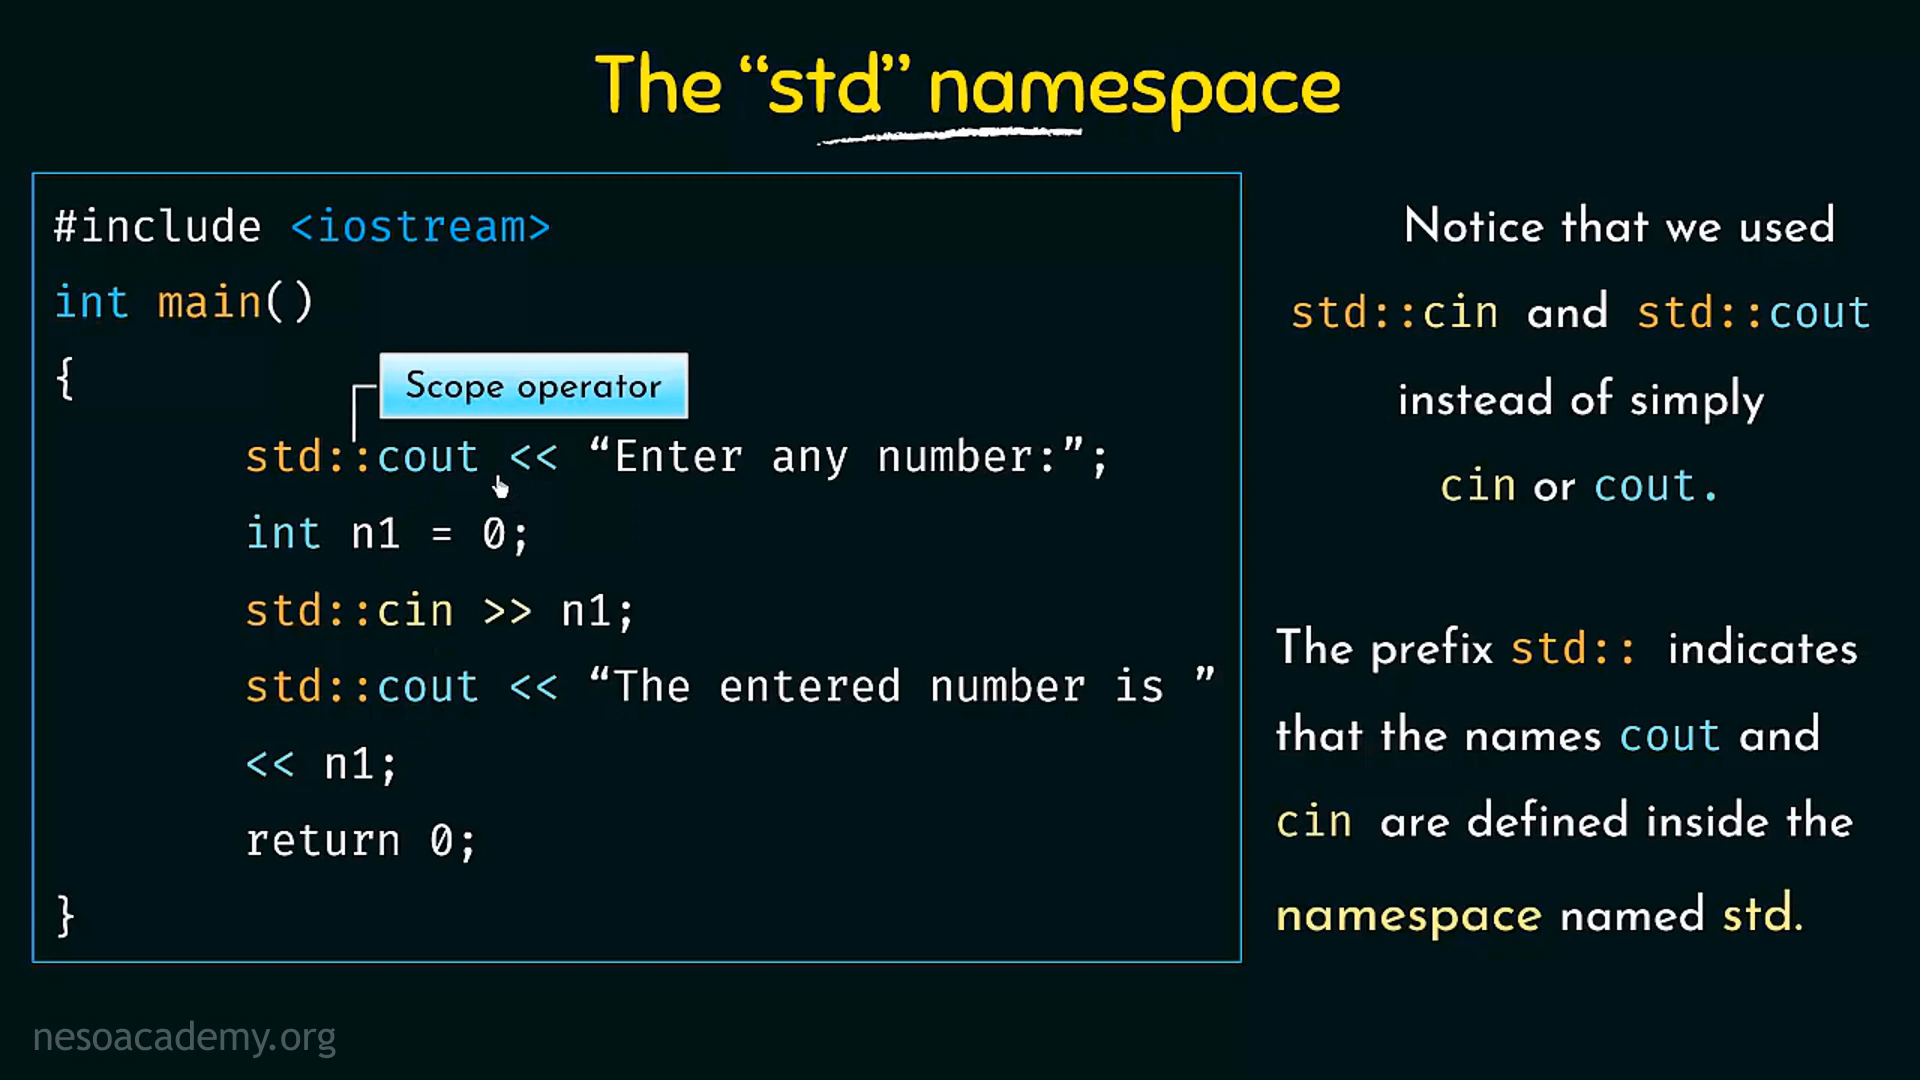 The “std” namespace
#include <iostream>
int main()
{
Scope operator
std::cout << “Enter any number:”;
int n1 = 0;
std::cin >> n1;
std::cout << “The entered number is ”
<< n1;
return 0;
}
Notice that we used
std::cin and std::cout
instead of simply
cin or cout.
The prefix std:: indicates
that the names cout and
cin are defined inside the
namespace named std.
nesoacademy.org